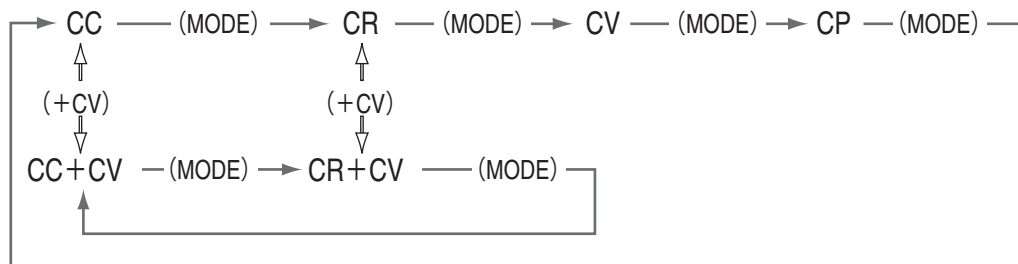 CC (MODE) CR (MODE) CV (MODE) CP (MODE)
(+CV) (+CV)
CC+CV (MODE) CR+CV (MODE)